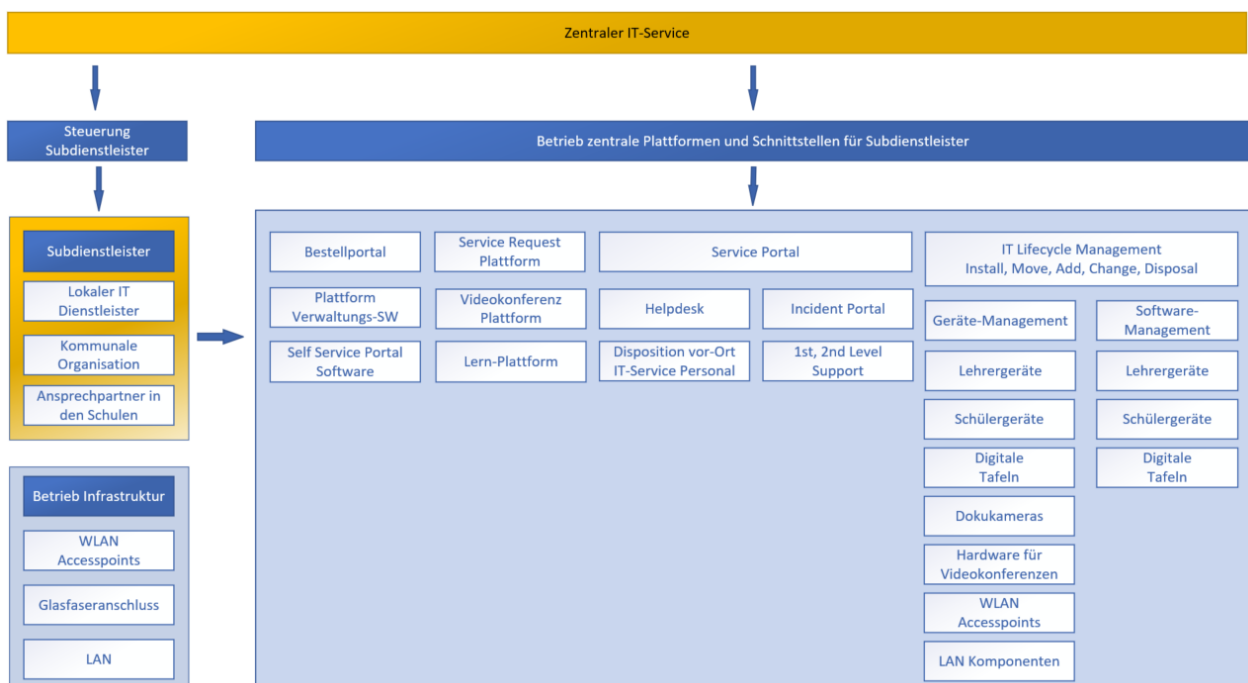 Zentraler IT-Service
Steuerung
Subdienstleister
Betrieb zentrale Plattformen und Schnittstellen für Subdienstleister
Subdienstleister
Lokaler IT
Dienstleister
Kommunale
Organisation
Ansprechpartner in
den Schulen
Betrieb Infrastruktur
WLAN
Accesspoints
Glasfaseranschluss
LAN
Bestellportal
Plattform
Verwaltungs-SW
Self Service Portal
Software
Service Request
Plattform
Videokonferenz
Plattform
Lern-Plattform
Service Portal
Helpdesk
Disposition vor-Ort
IT-Service Personal
Incident Portal
1st, 2nd Level
Support
IT Lifecycle Management
Install, Move, Add, Change, Disposal
Geräte-Management
Lehrergeräte
Schülergeräte
Digitale
Tafeln
Dokukameras
Hardware für
Videokonferenzen
WLAN
Accesspoints
LAN Komponenten
Software-
Management
Lehrergeräte
Schülergeräte
Digitale
Tafeln